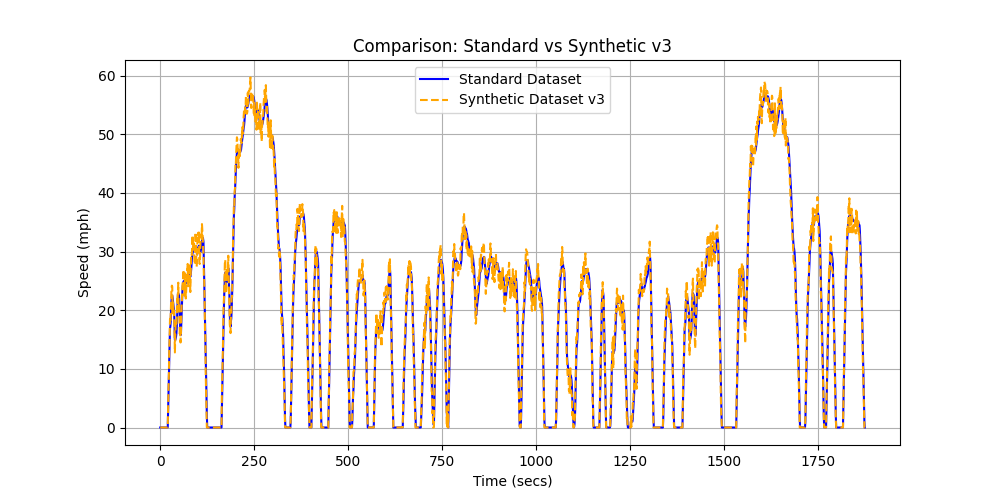 Comparison: Standard vs Synthetic v3
Standard Dataset
Synthetic Dataset v3
Speed (mph)
60
50
40
30
20
10
0
0 250 500 750 1000 1250 1500 1750
Time (secs)